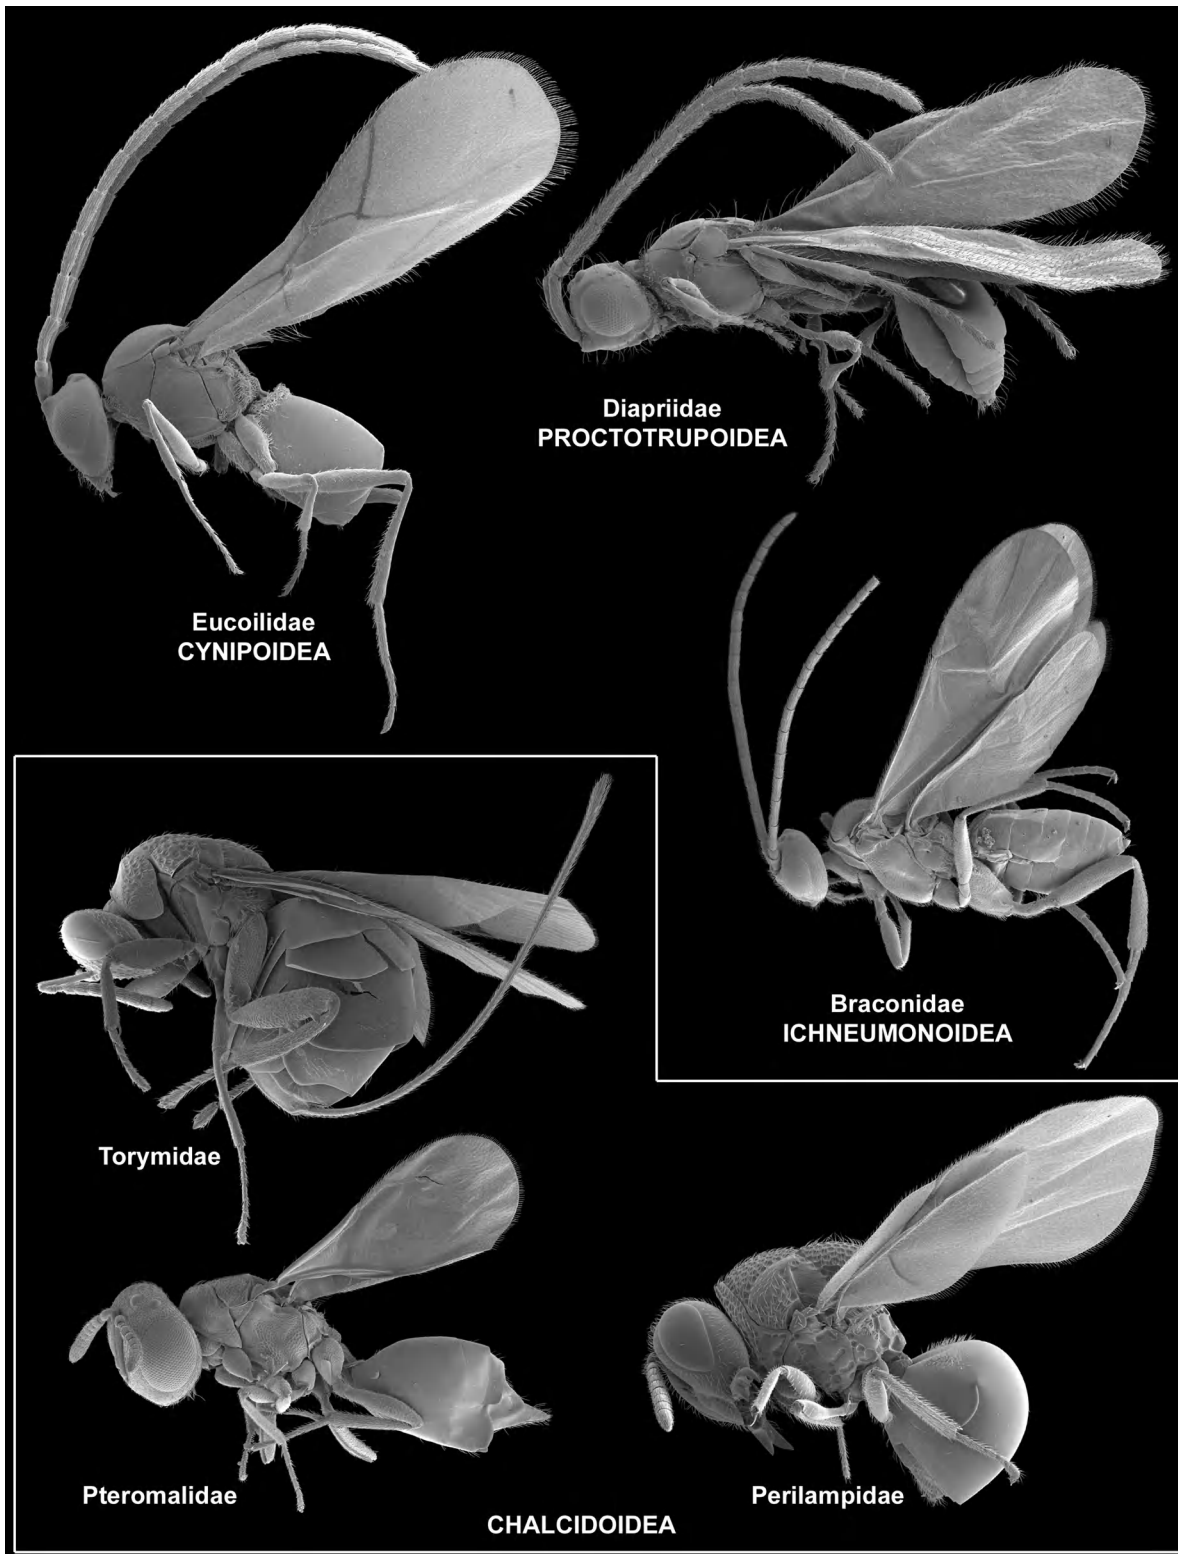 Diapriidae
PROCTOTRUPOIDEA
Eucoilidae
CYNIPOIDEA
Braconidae
ICHNEUMONOIDEA
Torymidae
Pteromalidae
Perilampidae
CHALCIDOIDEA